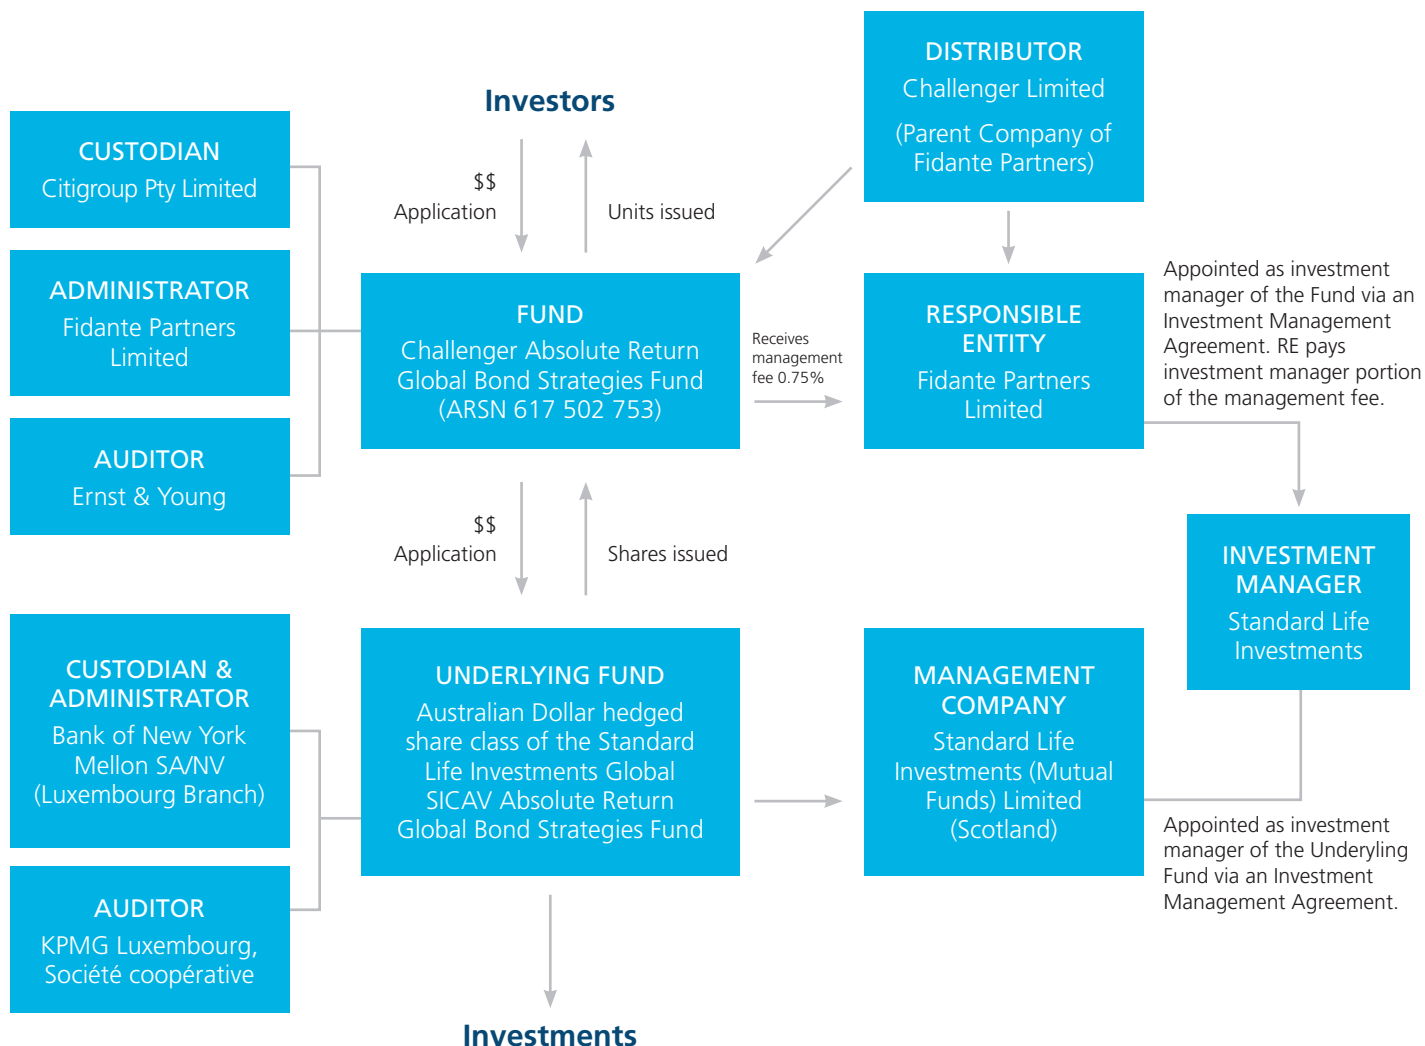 DISTRIBUTOR
Challenger Limited
(Parent Company of
Fidante Partners)
Investors
CUSTODIAN
Citigroup Pty Limited
$$
Application
Units issued
ADMINISTRATOR
Fidante Partners
Limited
FUND
Challenger Absolute Return
Global Bond Strategies Fund
(ARSN 617 502 753)
Receives
management
fee 0.75%
RESPONSIBLE
ENTITY
Fidante Partners
Limited
Appointed as investment
manager of the Fund via an
Investment Management
Agreement. RE pays
investment manager portion
of the management fee.
AUDITOR
Ernst & Young
$$
Application
Shares issued
INVESTMENT
MANAGER
Standard Life
Investments
CUSTODIAN &
ADMINISTRATOR
Bank of New York
Mellon SA/NV
(Luxembourg Branch)
UNDERLYING FUND
Australian Dollar hedged
share class of the Standard
Life Investments Global
SICAV Absolute Return
Global Bond Strategies Fund
MANAGEMENT
COMPANY
Standard Life
Investments (Mutual
Funds) Limited
(Scotland)
Appointed as investment
manager of the Underyling
Fund via an Investment
Management Agreement.
AUDITOR
KPMG Luxembourg,
Société coopérative
Investments